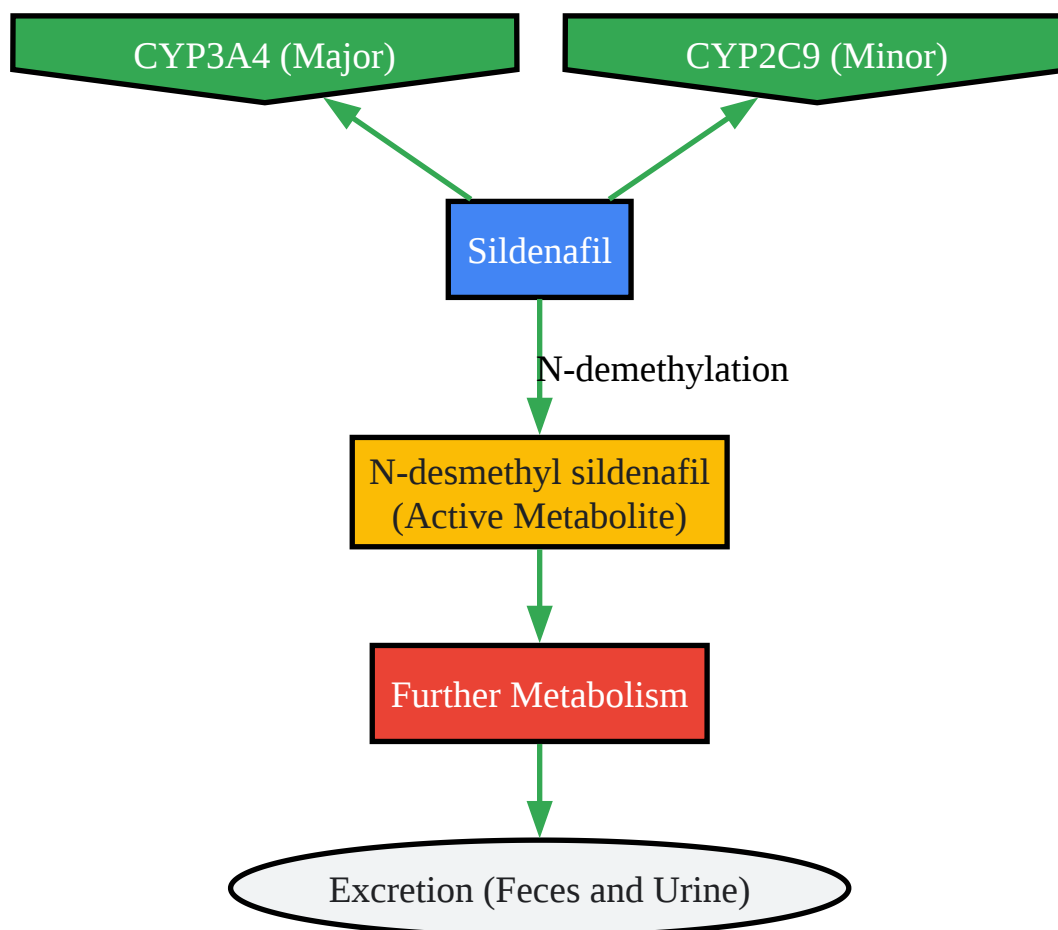 CYP3A4 (Major)
CYP2C9 (Minor)
Sildenafil
N-demethylation
N-desmethyl sildenafil
(Active Metabolite)
Further Metabolism
Excretion (Feces and Urine)